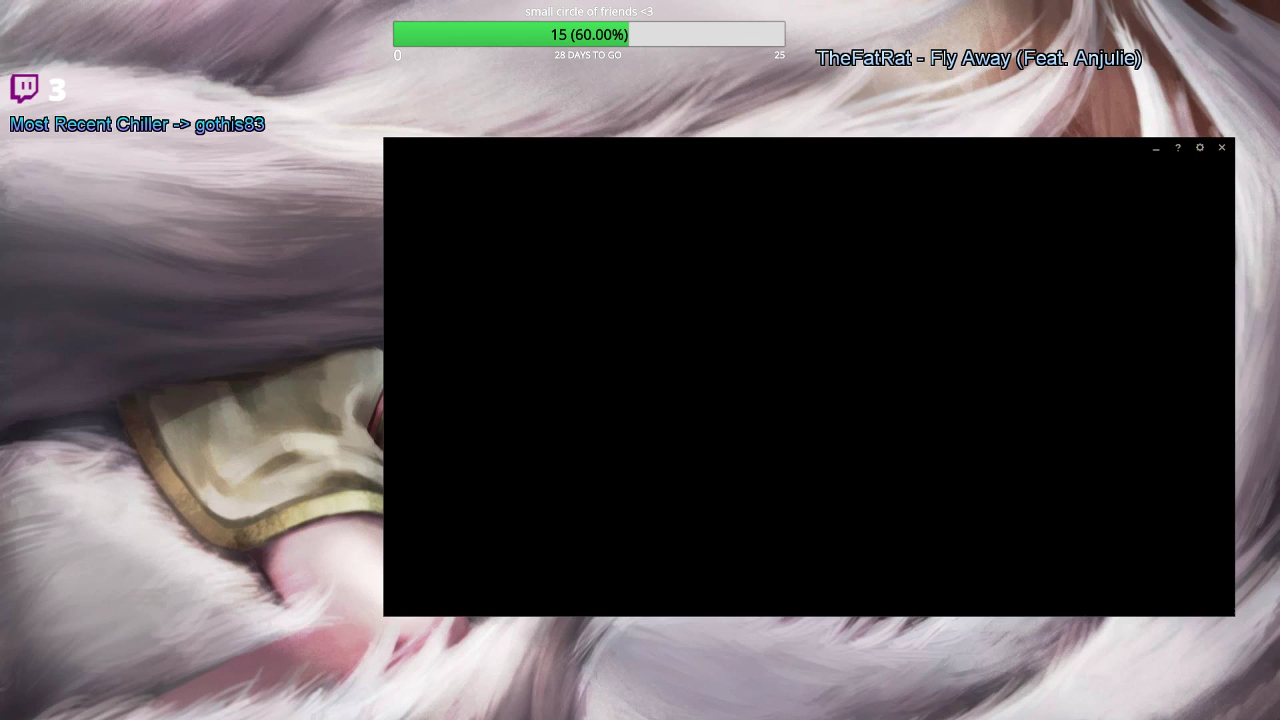 small circle of friends <3
15 (60.00%)
0
28 DAYS TO GO
25
TheFatRat - Fly Away (Feat. Anjulie)
3
Most Recent Chiller -> gothis83
?